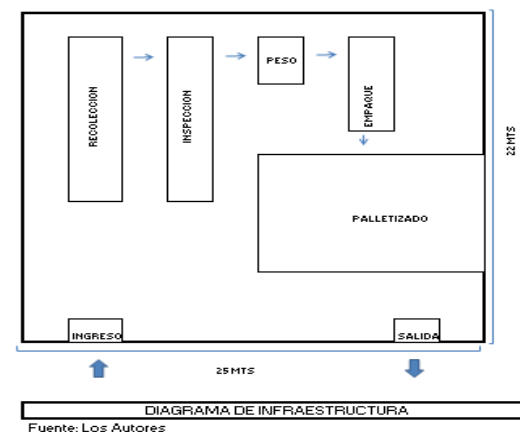 RECOLECCION
INSPECCION
PESO
EMPAQUE
22 MTS
PALLETIZADO
INGRESO
SALIDA
25 MTS
DIAGRAMA DE INFRAESTRUCTURA
Fuente: Los Autores